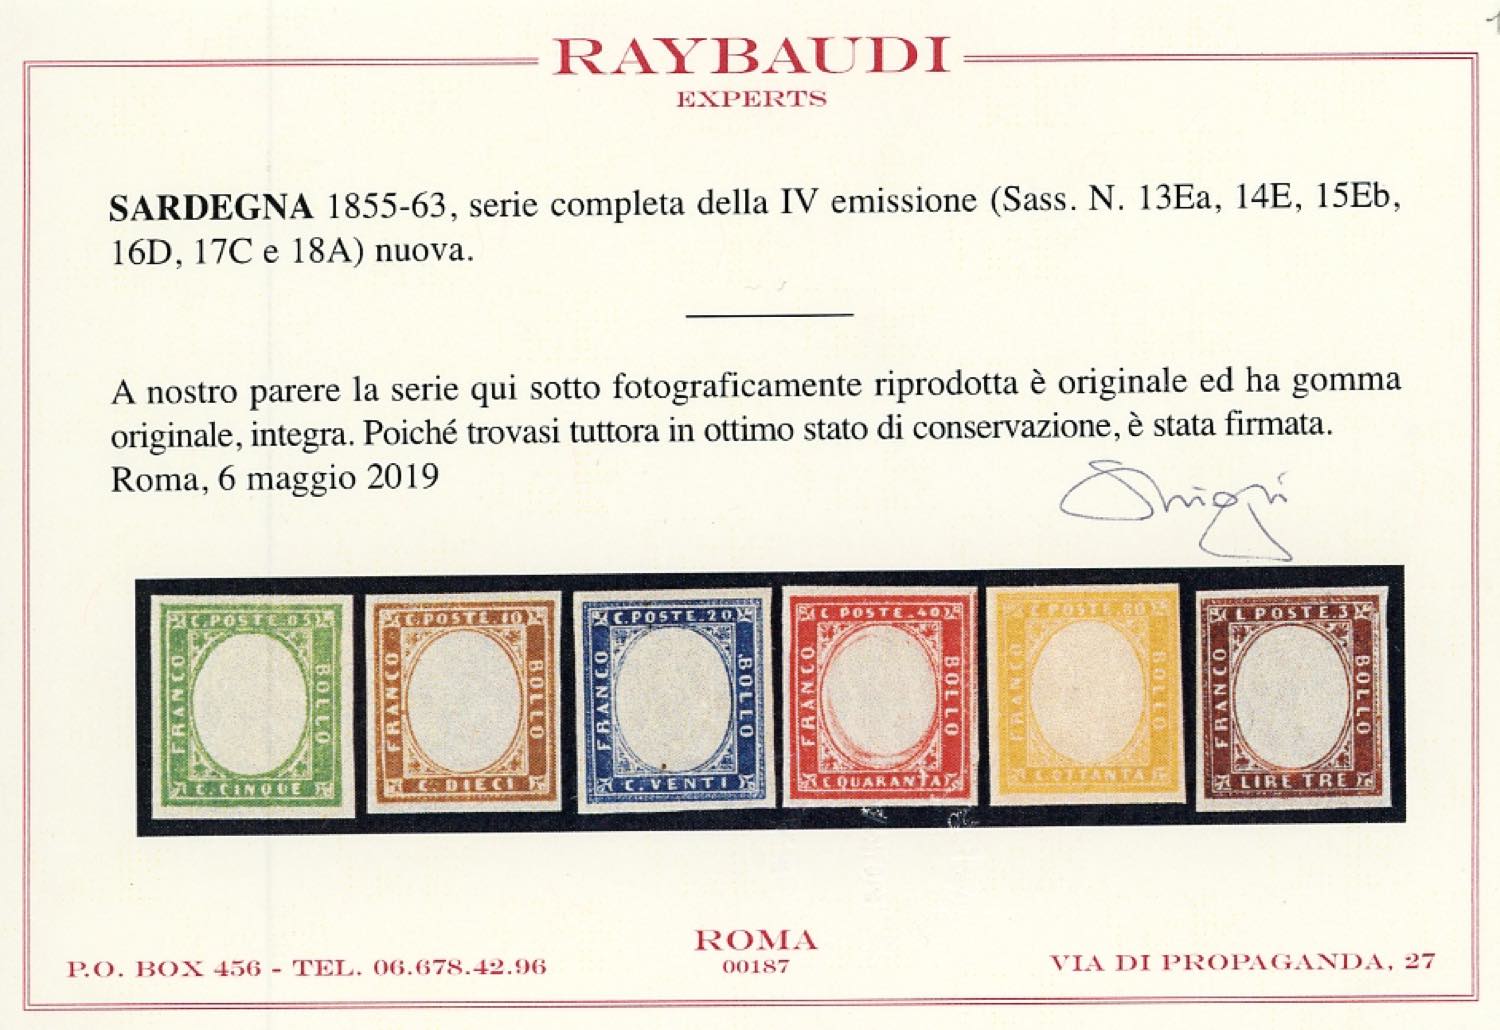 RAYBAUDI
EXPERTS
SARDEGNA 1855-63, serie completa della IV emissione (Sass. N. 13Ea, 14E, 15Eb,
16D, 17C e 18A) nuova.
A nostro parere la serie qui sotto fotograficamente riprodotta è originale ed ha gomma
originale, integra. Poiché trovasi tuttora in ottimo stato di conservazione, è stata firmata.
Roma, 6 maggio 2019
C. POSTE. 05
FRANCO
BOLLO
C. CINQUE
C. POSTE. 10
FRANCO
BOLLO
C. DIECI
C. POSTE. 20
FRANCO
BOLLO
C. VENTI
C POSTE. 40
FRANCO
BOLLO
C QUARANTA
C. POSTE. 80
FRANCO
BOLLO
C. OTTANTA
L POSTE. 3
FRANCO
BOLLO
LIRE TRE
ROMA
00187
P.O. BOX 456 - TEL. 06.678.42.96
VIA DI PROPAGANDA, 27